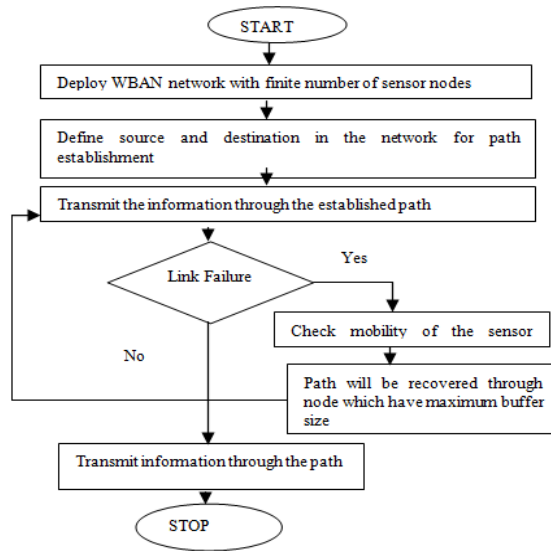 START
Deploy WBAN network with finite number of sensor nodes
Define source and destination in the network for path
establishment
Transmit the information through the established path
Link Failure
Yes
Check mobility of the sensor
No
Path will be recovered through
node which have maximum buffer
size
Transmit information through the path
STOP